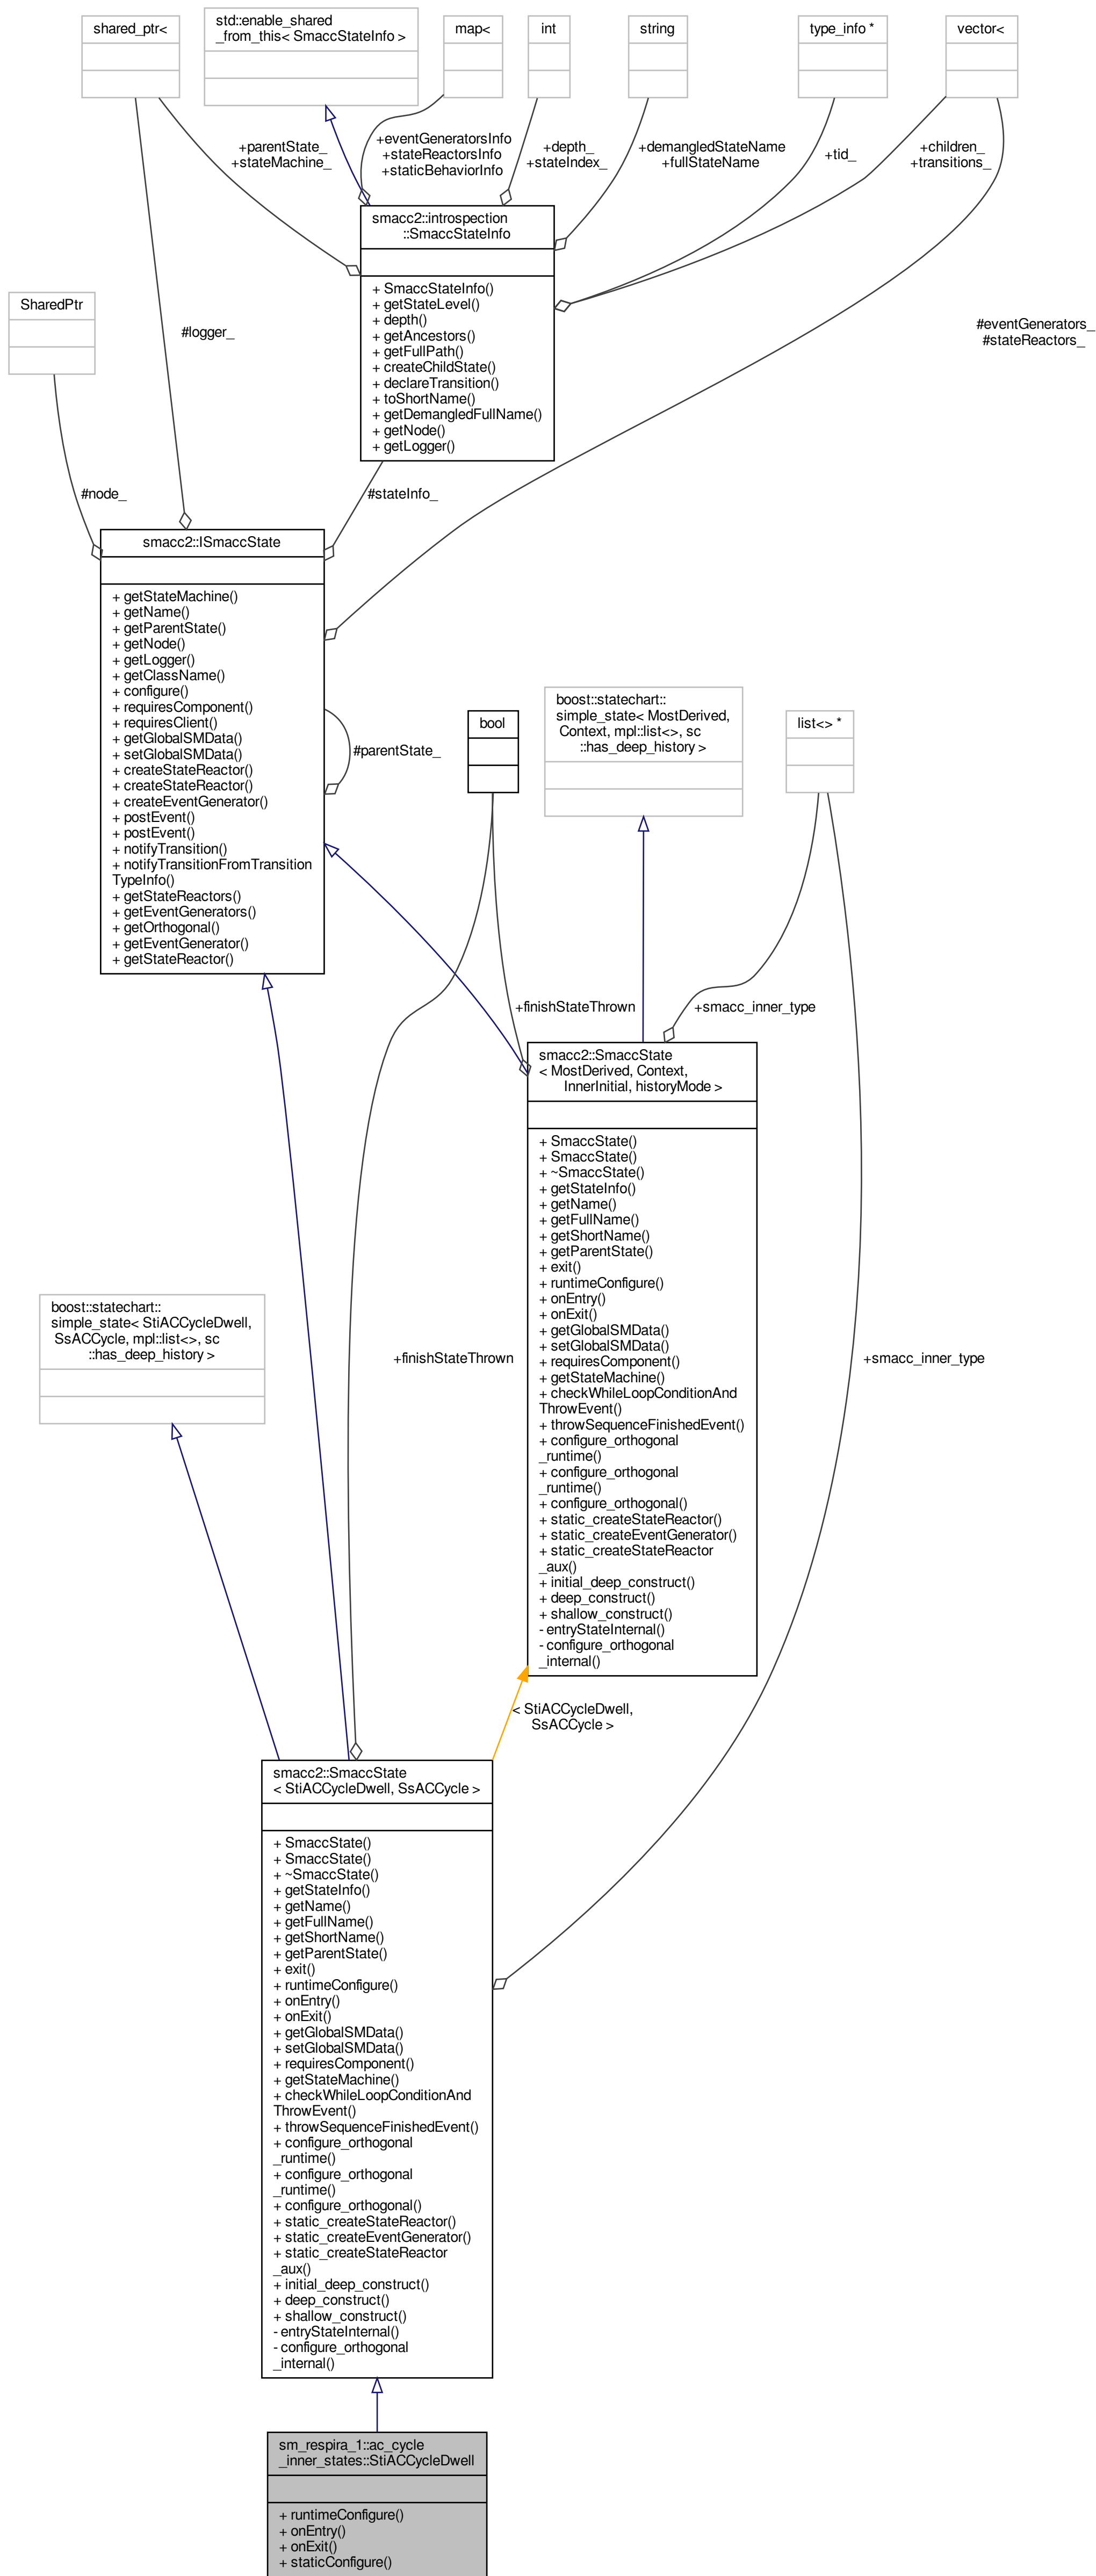 shared_ptr<
std::enable_shared
_from_this< SmaccStateInfo >
map<
int
string
type_info *
vector<
+parentState_
+stateMachine_
+eventGeneratorsInfo
+stateReactorsInfo
+staticBehaviorInfo
+depth_
+stateIndex_
+demangledStateName
+fullStateName
+tid_
+children_
+transitions_
smacc2::introspection
::SmaccStateInfo
+ SmaccStateInfo()
+ getStateLevel()
+ depth()
+ getAncestors()
+ getFullPath()
+ createChildState()
+ declareTransition()
+ toShortName()
+ getDemangledFullName()
+ getNode()
+ getLogger()
SharedPtr
#logger_
#eventGenerators_
#stateReactors_
#node_
#stateInfo_
smacc2::ISmaccState
+ getStateMachine()
+ getName()
+ getParentState()
+ getNode()
+ getLogger()
+ getClassName()
+ configure()
+ requiresComponent()
+ requiresClient()
+ getGlobalSMData()
+ setGlobalSMData()
+ createStateReactor()
+ createStateReactor()
+ createEventGenerator()
+ postEvent()
+ postEvent()
+ notifyTransition()
+ notifyTransitionFromTransition
TypeInfo()
+ getStateReactors()
+ getEventGenerators()
+ getOrthogonal()
+ getEventGenerator()
+ getStateReactor()
#parentState_
bool
boost::statechart::
simple_state< MostDerived,
Context, mpl::list<>, sc
::has_deep_history >
list<> *
+finishStateThrown
+smacc_inner_type
smacc2::SmaccState
< MostDerived, Context,
InnerInitial, historyMode >
+ SmaccState()
+ SmaccState()
+ ~SmaccState()
+ getStateInfo()
+ getName()
+ getFullName()
+ getShortName()
+ getParentState()
+ exit()
+ runtimeConfigure()
+ onEntry()
+ onExit()
+ getGlobalSMData()
+ setGlobalSMData()
+ requiresComponent()
+ getStateMachine()
+ checkWhileLoopConditionAnd
ThrowEvent()
+ throwSequenceFinishedEvent()
+ configure_orthogonal
_runtime()
+ configure_orthogonal
_runtime()
+ configure_orthogonal()
+ static_createStateReactor()
+ static_createEventGenerator()
+ static_createStateReactor
_aux()
+ initial_deep_construct()
+ deep_construct()
+ shallow_construct()
- entryStateInternal()
- configure_orthogonal
_internal()
boost::statechart::
simple_state< StiACCycleDwell,
SsACCycle, mpl::list<>, sc
::has_deep_history >
+finishStateThrown
+smacc_inner_type
< StiACCycleDwell,
SsACCycle >
smacc2::SmaccState
< StiACCycleDwell, SsACCycle >
+ SmaccState()
+ SmaccState()
+ ~SmaccState()
+ getStateInfo()
+ getName()
+ getFullName()
+ getShortName()
+ getParentState()
+ exit()
+ runtimeConfigure()
+ onEntry()
+ onExit()
+ getGlobalSMData()
+ setGlobalSMData()
+ requiresComponent()
+ getStateMachine()
+ checkWhileLoopConditionAnd
ThrowEvent()
+ throwSequenceFinishedEvent()
+ configure_orthogonal
_runtime()
+ configure_orthogonal
_runtime()
+ configure_orthogonal()
+ static_createStateReactor()
+ static_createEventGenerator()
+ static_createStateReactor
_aux()
+ initial_deep_construct()
+ deep_construct()
+ shallow_construct()
- entryStateInternal()
- configure_orthogonal
_internal()
sm_respira_1::ac_cycle
_inner_states::StiACCycleDwell
+ runtimeConfigure()
+ onEntry()
+ onExit()
+ staticConfigure()